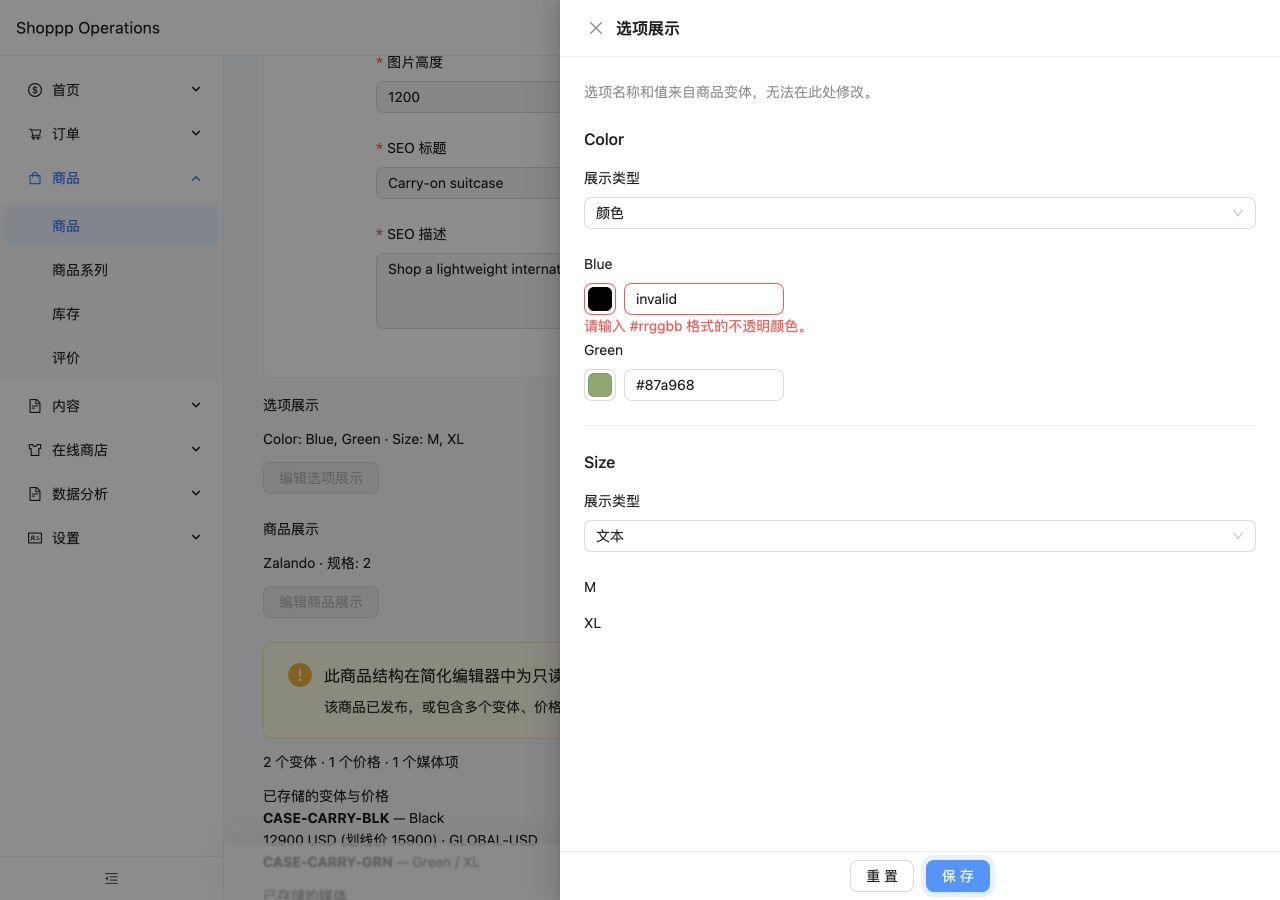 Shoppp Operations
首页
订单
商品
商品
商品系列
库存
评价
内容
在线商店
数据分析
设置
* 图片高度
1200
* SEO 标题
Carry-on suitcase
* SEO 描述
Shop a lightweight internat
选项展示
Color: Blue, Green · Size: M, XL
编辑选项展示
商品展示
Zalando · 规格: 2
编辑商品展示
此商品结构在简化编辑器中为只读
该商品已发布，或包含多个变体、价格
2 个变体 · 1 个价格 · 1 个媒体项
已存储的变体与价格
CASE-CARRY-BLK — Black
12900 USD (划线价 15900) · GLOBAL-USD
CASE-CARRY-GRN — Green / XL
已存储的媒体
选项展示
选项名称和值来自商品变体，无法在此处修改。
Color
展示类型
颜色
Blue
invalid
请输入 #rrggbb 格式的不透明颜色。
Green
#87a968
Size
展示类型
文本
M
XL
重 置
保 存